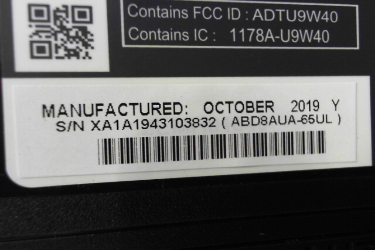 Contains FCC ID : ADTU9W40
Contains IC : 1178A-U9W40
MANUFACTURED: OCTOBER 2019 Y
S/N XA1A1943103832 ( ABD8AUA-65UL )